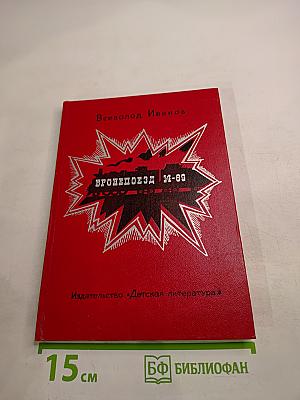 Всеволод Иванов
БРОНЕПОЕЗД 14-69
Издательство «Детская литература»
15 см
БФ БИБЛИОФАН